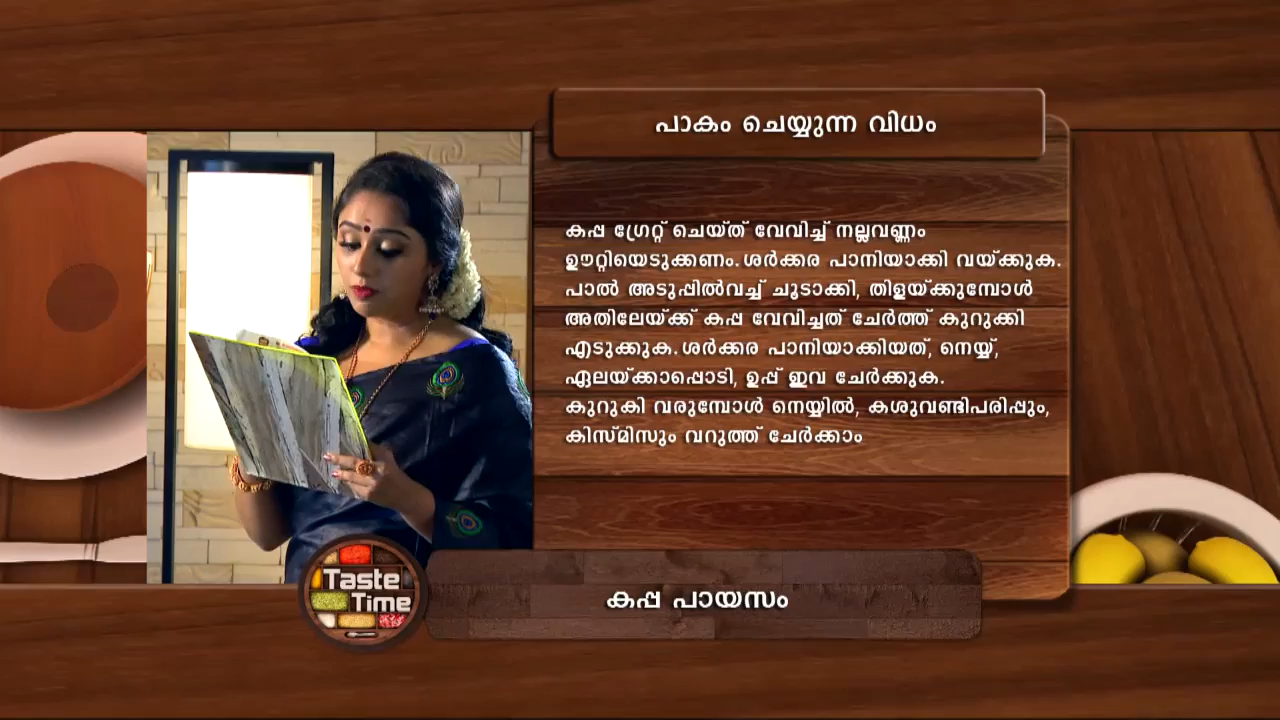 പാകം ചെയ്യുന്ന വിധം
കപ്പ ഗ്രേറ്റ് ചെയ്ത് വേവിച്ച് നല്ലവണ്ണം
ഊറ്റിയെടുക്കണം. ശർക്കര പാനിയാക്കി വയ്ക്കുക.
പാൽ അടുപ്പിൽവച്ച് ചൂടാക്കി, തിളയ്ക്കുമ്പോൾ
അതിലേയ്ക്ക് കപ്പ വേവിച്ചത് ചേർത്ത് കുറുക്കി
എടുക്കുക. ശർക്കര പാനിയാക്കിയത്, നെയ്യ്,
ഏലയ്ക്കാപ്പൊടി, ഉപ്പ് ഇവ ചേർക്കുക.
കുറുകി വരുമ്പോൾ നെയ്യിൽ, കശുവണ്ടിപരിപ്പും,
കിസ്മിസും വറുത്ത് ചേർക്കാം
Taste
Time
കപ്പ പായസം